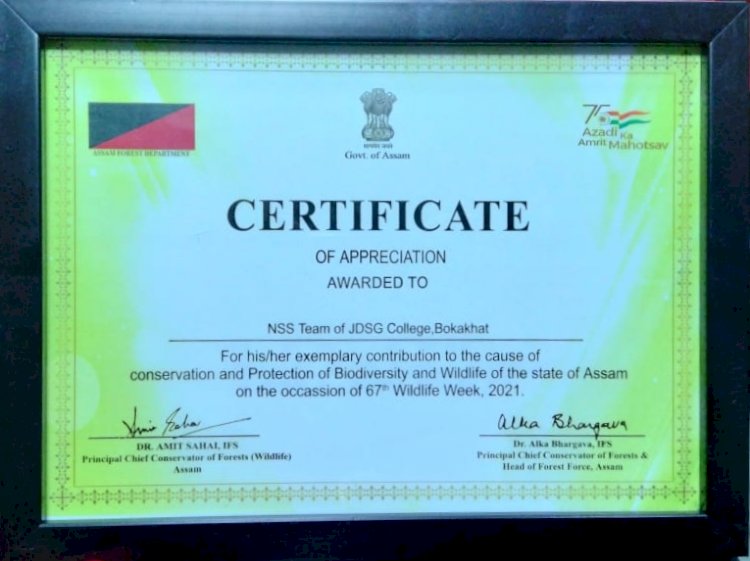 ASSAM FOREST DEPARTMENT
सत्यमेव जयते
Govt. of Assam
75
Azadi Ka
Amrit Mahotsav
CERTIFICATE
OF APPRECIATION
AWARDED TO
NSS Team of JDSG College,Bokakhat
For his/her exemplary contribution to the cause of
conservation and Protection of Biodiversity and Wildlife of the state of Assam
on the occassion of 67th Wildlife Week, 2021.
DR. AMIT SAHAI, IFS
Principal Chief Conservator of Forests (Wildlife)
Assam
Alka Bhargava
Dr. Alka Bhargava, IFS
Principal Chief Conservator of Forests &
Head of Forest Force, Assam